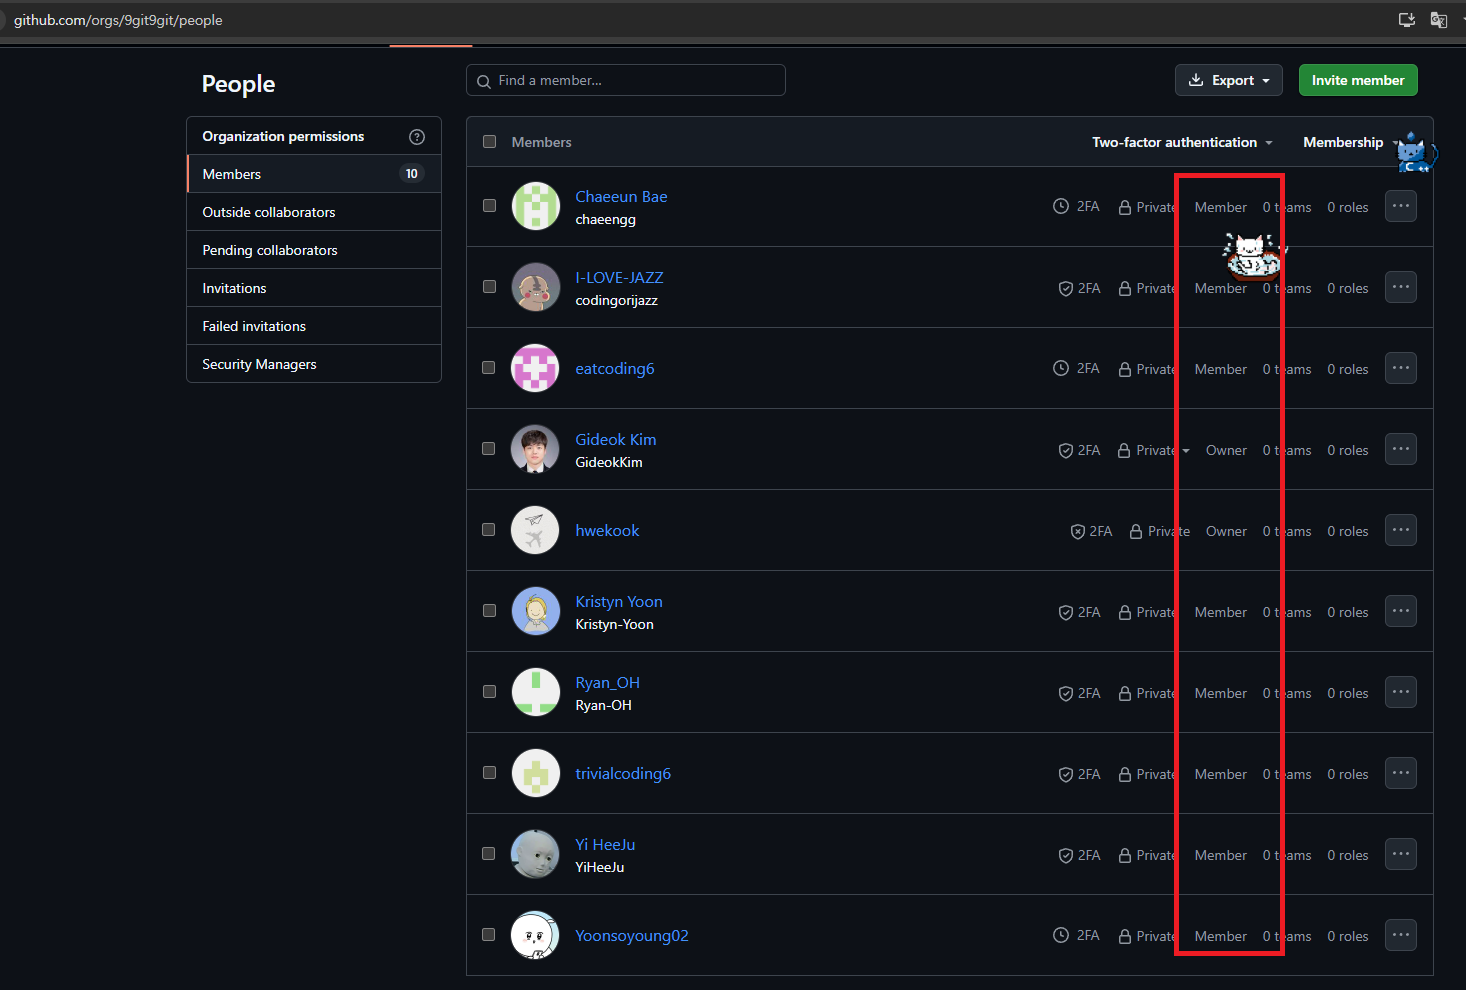 github.com/orgs/9git9git/people
People
Find a member...
Export
Invite member
Organization permissions
Members 10
Outside collaborators
Pending collaborators
Invitations
Failed invitations
Security Managers
Members Two-factor authentication Membership
Chaeeun Bae
chaeengg
2FA Private Member 0 teams 0 roles
I-LOVE-JAZZ
codingorijazz
2FA Private Member 0 teams 0 roles
eatcoding6
2FA Private Member 0 teams 0 roles
Gideok Kim
GideokKim
2FA Private Owner 0 teams 0 roles
hwekook
2FA Private Owner 0 teams 0 roles
Kristyn Yoon
Kristyn-Yoon
2FA Private Member 0 teams 0 roles
Ryan_OH
Ryan-OH
2FA Private Member 0 teams 0 roles
trivialcoding6
2FA Private Member 0 teams 0 roles
Yi HeeJu
YiHeeJu
2FA Private Member 0 teams 0 roles
Yoonsoyoung02
2FA Private Member 0 teams 0 roles